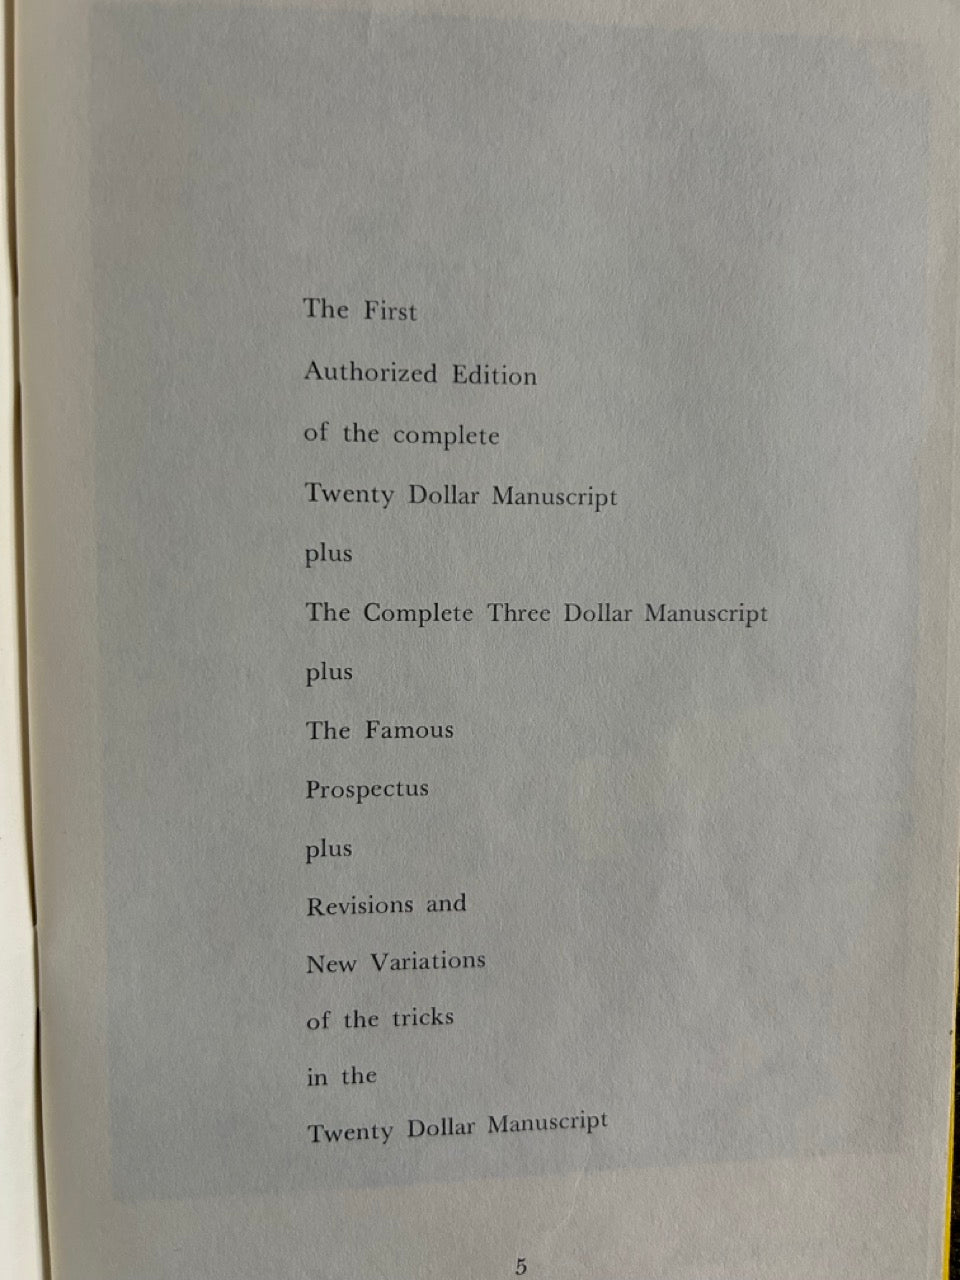 The First
Authorized Edition
of the complete
Twenty Dollar Manuscript
plus
The Complete Three Dollar Manuscript
plus
The Famous
Prospectus
plus
Revisions and
New Variations
of the tricks
in the
Twenty Dollar Manuscript
5